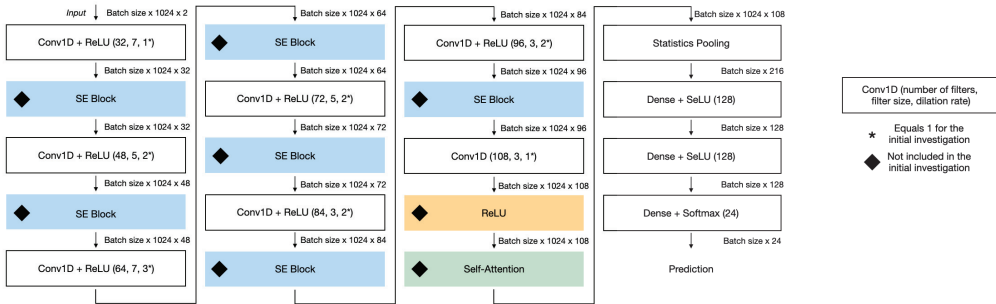 Input
Batch size x 1024 x 2
Conv1D + ReLU (32, 7, 1*)
Batch size x 1024 x 32
SE Block
Batch size x 1024 x 32
Conv1D + ReLU (48, 5, 2*)
Batch size x 1024 x 48
SE Block
Batch size x 1024 x 48
Conv1D + ReLU (64, 7, 3*)
Batch size x 1024 x 64
SE Block
Batch size x 1024 x 64
Conv1D + ReLU (72, 5, 2*)
Batch size x 1024 x 72
SE Block
Batch size x 1024 x 72
Conv1D + ReLU (84, 3, 2*)
Batch size x 1024 x 84
SE Block
Batch size x 1024 x 84
Conv1D + ReLU (96, 3, 2*)
Batch size x 1024 x 96
SE Block
Batch size x 1024 x 96
Conv1D (108, 3, 1*)
Batch size x 1024 x 108
ReLU
Batch size x 1024 x 108
Self-Attention
Batch size x 1024 x 108
Statistics Pooling
Batch size x 216
Dense + SeLU (128)
Batch size x 128
Dense + SeLU (128)
Batch size x 128
Dense + Softmax (24)
Batch size x 24
Prediction
Conv1D (number of filters,
filter size, dilation rate)
* Equals 1 for the
initial investigation
Not included in the
initial investigation